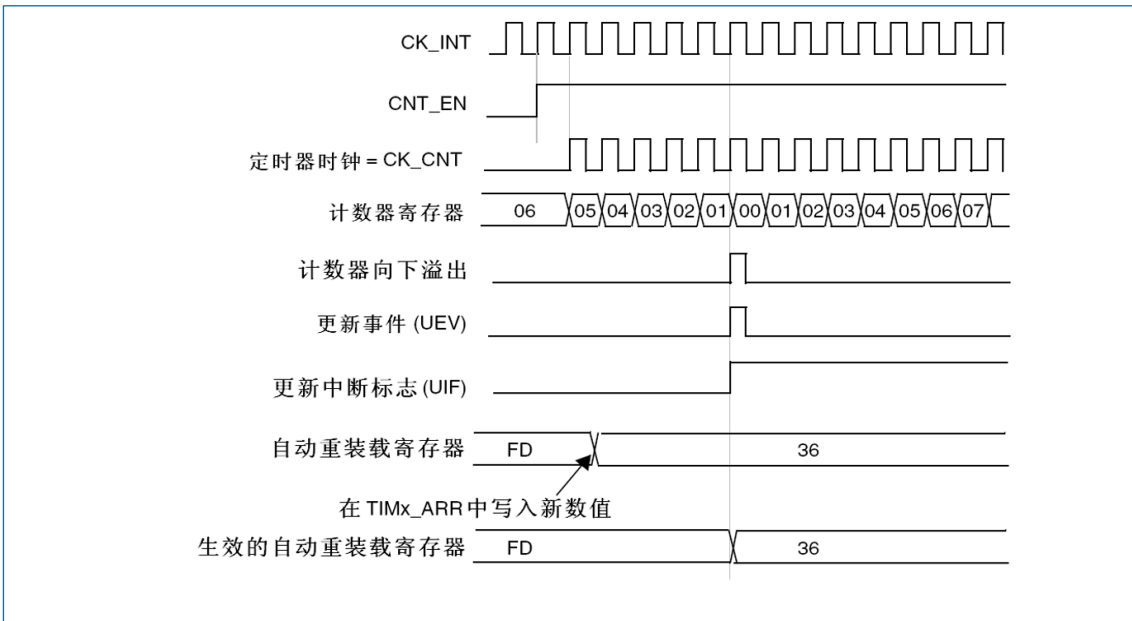 CK_INT
CNT_EN
定时器时钟 = CK_CNT
计数器寄存器 06 05 04 03 02 01 00 01 02 03 04 05 06 07
计数器向下溢出
更新事件 (UEV)
更新中断标志 (UIF)
自动重装载寄存器 FD 36
在 TIMx_ARR 中写入新数值
生效的自动重装载寄存器 FD 36